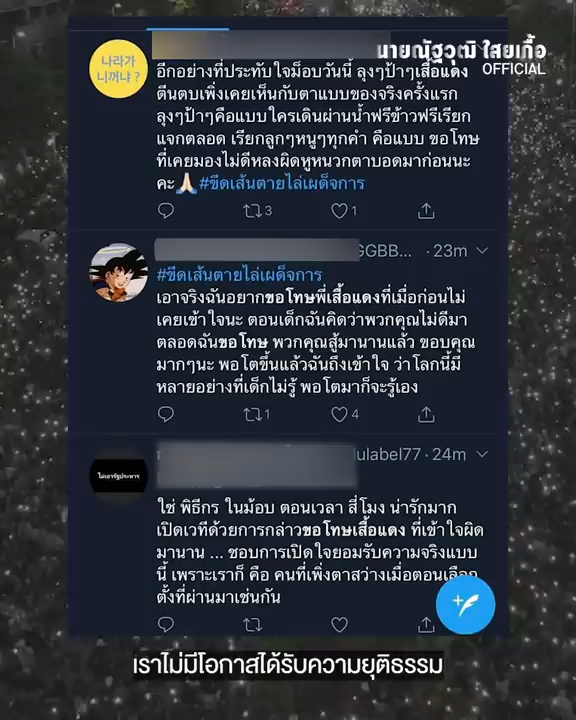 นายณัฐวุฒิ ใสยเกื้อ
OFFICIAL
나라가
니꺼냐 ?
อีกอย่างที่ประทับใจม็อบวันนี้ ลุงๆป้าๆเสื้อแดง
ตีนตบเพิ่งเคยเห็นกับตาแบบของจริงครั้งแรก
ลุงๆป้าๆคือแบบใครเดินผ่านน้ำฟรีข้าวฟรีเรียก
แจกตลอด เรียกลูกๆหนูๆทุกคำ คือแบบ ขอโทษ
ที่เคยมองไม่ดีหลงผิดหูหนวกตาบอดมาก่อนนะ
คะ🙏🏻#ขีดเส้นตายไล่เผด็จการ
3 1
GGBB... · 23m
#ขีดเส้นตายไล่เผด็จการ
เอาจริงฉันอยากขอโทษพี่เสื้อแดงที่เมื่อก่อนไม่
เคยเข้าใจนะ ตอนเด็กฉันคิดว่าพวกคุณไม่ดีมา
ตลอดฉันขอโทษ พวกคุณสู้มานานแล้ว ขอบคุณ
มากๆนะ พอโตขึ้นแล้วฉันถึงเข้าใจ ว่าโลกนี้มี
หลายอย่างที่เด็กไม่รู้ พอโตมาก็จะรู้เอง
1 4
ไม่เอารัฐประหาร
lulabel77 · 24m
ใช่ พิธีกร ในม้อบ ตอนเวลา สี่โมง น่ารักมาก
เปิดเวทีด้วยการกล่าวขอโทษเสื้อแดง ที่เข้าใจผิด
มานาน ... ชอบการเปิดใจยอมรับความจริงแบบ
นี้ เพราะเราก็ คือ คนที่เพิ่งตาสว่างเมื่อตอนเลือก
ตั้งที่ผ่านมาเช่นกัน
เราไม่มีโอกาสได้รับความยุติธรรม